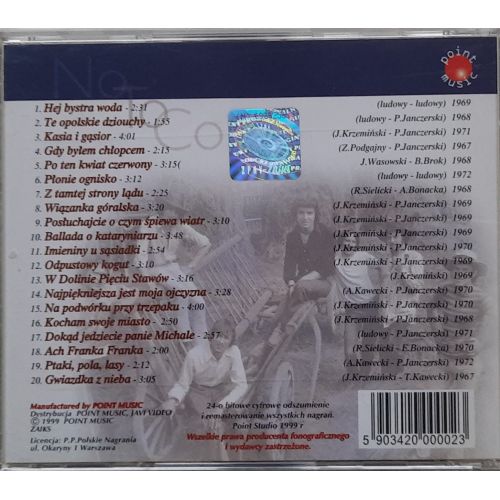 No To Co
point music
1. Hej bystra woda - 2:31 (ludowy - ludowy) 1969
2. Te opolskie dziouchy - 1:55 (ludowy - P.Janczerski) 1968
3. Kasia i gąsior - 4:01 (J.Krzemiński - P.Janczerski) 1971
4. Gdy byłem chłopcem - 2:15 (Z.Podgajny - P.Janczerski) 1967
5. Po ten kwiat czerwony - 3:15( J.Wasowski - B.Brok) 1968
6. Płonie ognisko - 3:12 (ludowy - ludowy) 1972
7. Z tamtej strony lądu - 2:25 (R.Sielicki - A.Bonacka) 1968
8. Wiązanka góralska - 3:20 (J.Krzemiński - P.Janczerski) 1969
9. Posłuchajcie o czym śpiewa wiatr - 3:10 (J.Krzemiński - P.Janczerski) 1968
10. Ballada o kataryniarzu - 3.48 (J.Krzemiński - P.Janczerski) 1969
11. Imieniny u sąsiadki - 2:54 (J.Krzemiński - P.Janczerski) 1970
12. Odpustowy kogut - 3:10 (J.Krzemiński - P.Janczerski) 1969
13. W Dolinie Pięciu Stawów - 3:16 (J.Krzemiński - P.Janczerski) 1969
14. Najpiękniejsza jest moja ojczyzna - 3:28 (A.Kawecki - P.Janczerski) 1970
15. Na podwórku przy trzepaku - 4:00 (J.Krzemiński - P.Janczerski) 1970
16. Kocham swoje miasto - 2:50 (J.Krzemiński - P.Janczerski) 1968
17. Dokąd jedziecie panie Michale - 2:57 (ludowy - P.Janczerski) 1971
18. Ach Franka Franka - 2:00 (R.Sielicki - E.Bonacka) 1970
19. Ptaki, pola, lasy - 2:12 (A.Kawecki - P.Janczerski) 1972
20. Gwiazdka z nieba - 3:05 (J.Krzemiński - T.Kawecki) 1967
Manufactured by POINT MUSIC
Dystrybucja POINT MUSIC, JAVI VIDEO
© 1999 POINT MUSIC
ZAIKS
Licencja: P.P.Polskie Nagrania
ul. Okaryny 1 Warszawa
24-o bitowe cyfrowe odszumienie
i remasterowanie wszystkich nagrań.
Point Studio 1999 r
Wszelkie prawa producenta fonograficznego
i wydawcy zastrzeżone.
5 903420 000023